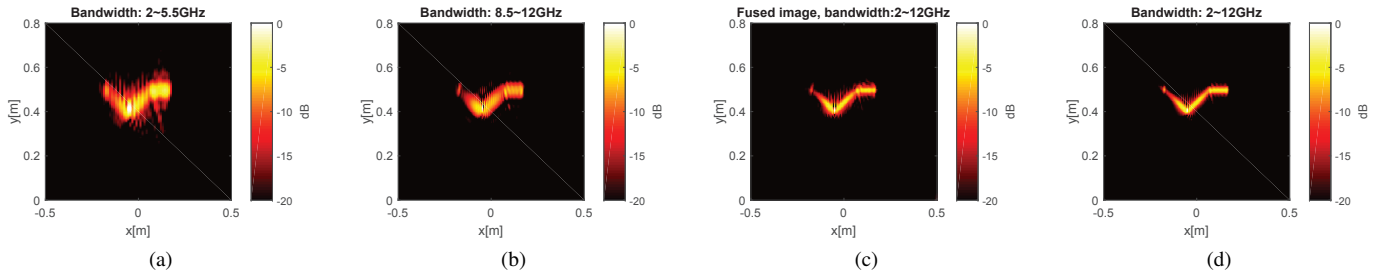 Bandwidth: 2~5.5GHz
0.8
0.6
0.4
0.2
0
y[m]
-0.5
0
0.5
x[m]
0
-5
-10
-15
-20
dB
(a)
Bandwidth: 8.5~12GHz
0.8
0.6
0.4
0.2
0
y[m]
-0.5
0
0.5
x[m]
0
-5
-10
-15
-20
dB
(b)
Fused image, bandwidth:2~12GHz
0.8
0.6
0.4
0.2
0
y[m]
-0.5
0
0.5
x[m]
0
-5
-10
-15
-20
dB
(c)
Bandwidth: 2~12GHz
0.8
0.6
0.4
0.2
0
y[m]
-0.5
0
0.5
x[m]
0
-5
-10
-15
-20
dB
(d)